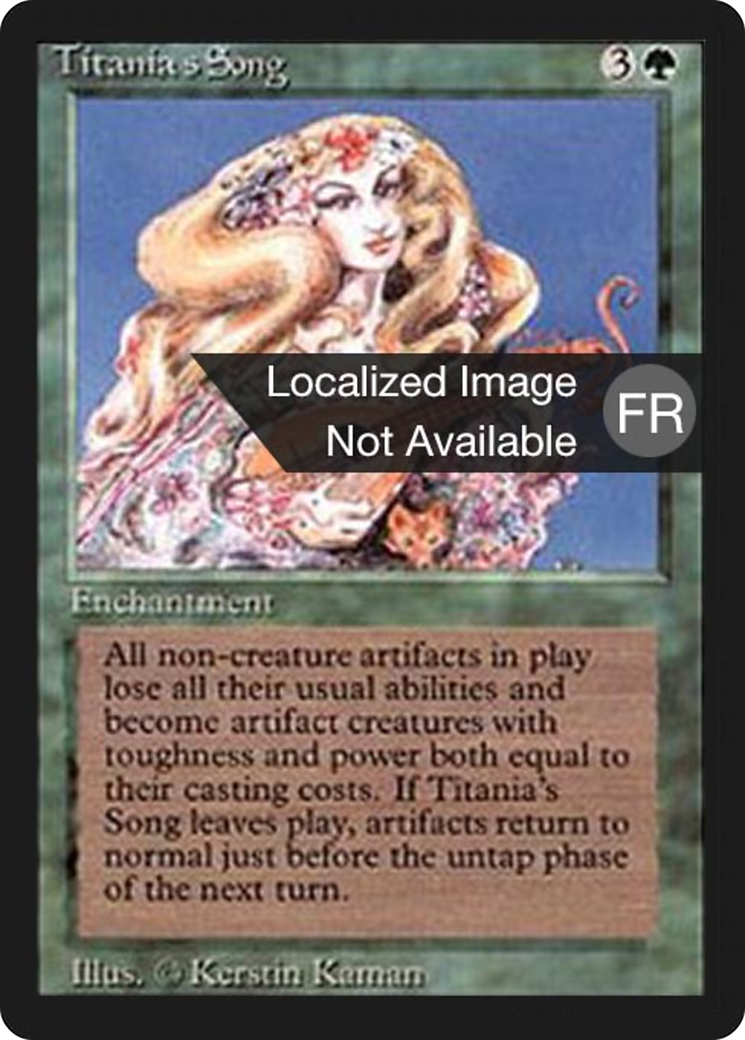 Titania's Song
3
Localized Image
Not Available
FR
Enchantment
All non-creature artifacts in play
lose all their usual abilities and
become artifact creatures with
toughness and power both equal to
their casting costs. If Titania's
Song leaves play, artifacts return to
normal just before the untap phase
of the next turn.
Illus. © Kerstin Kaman